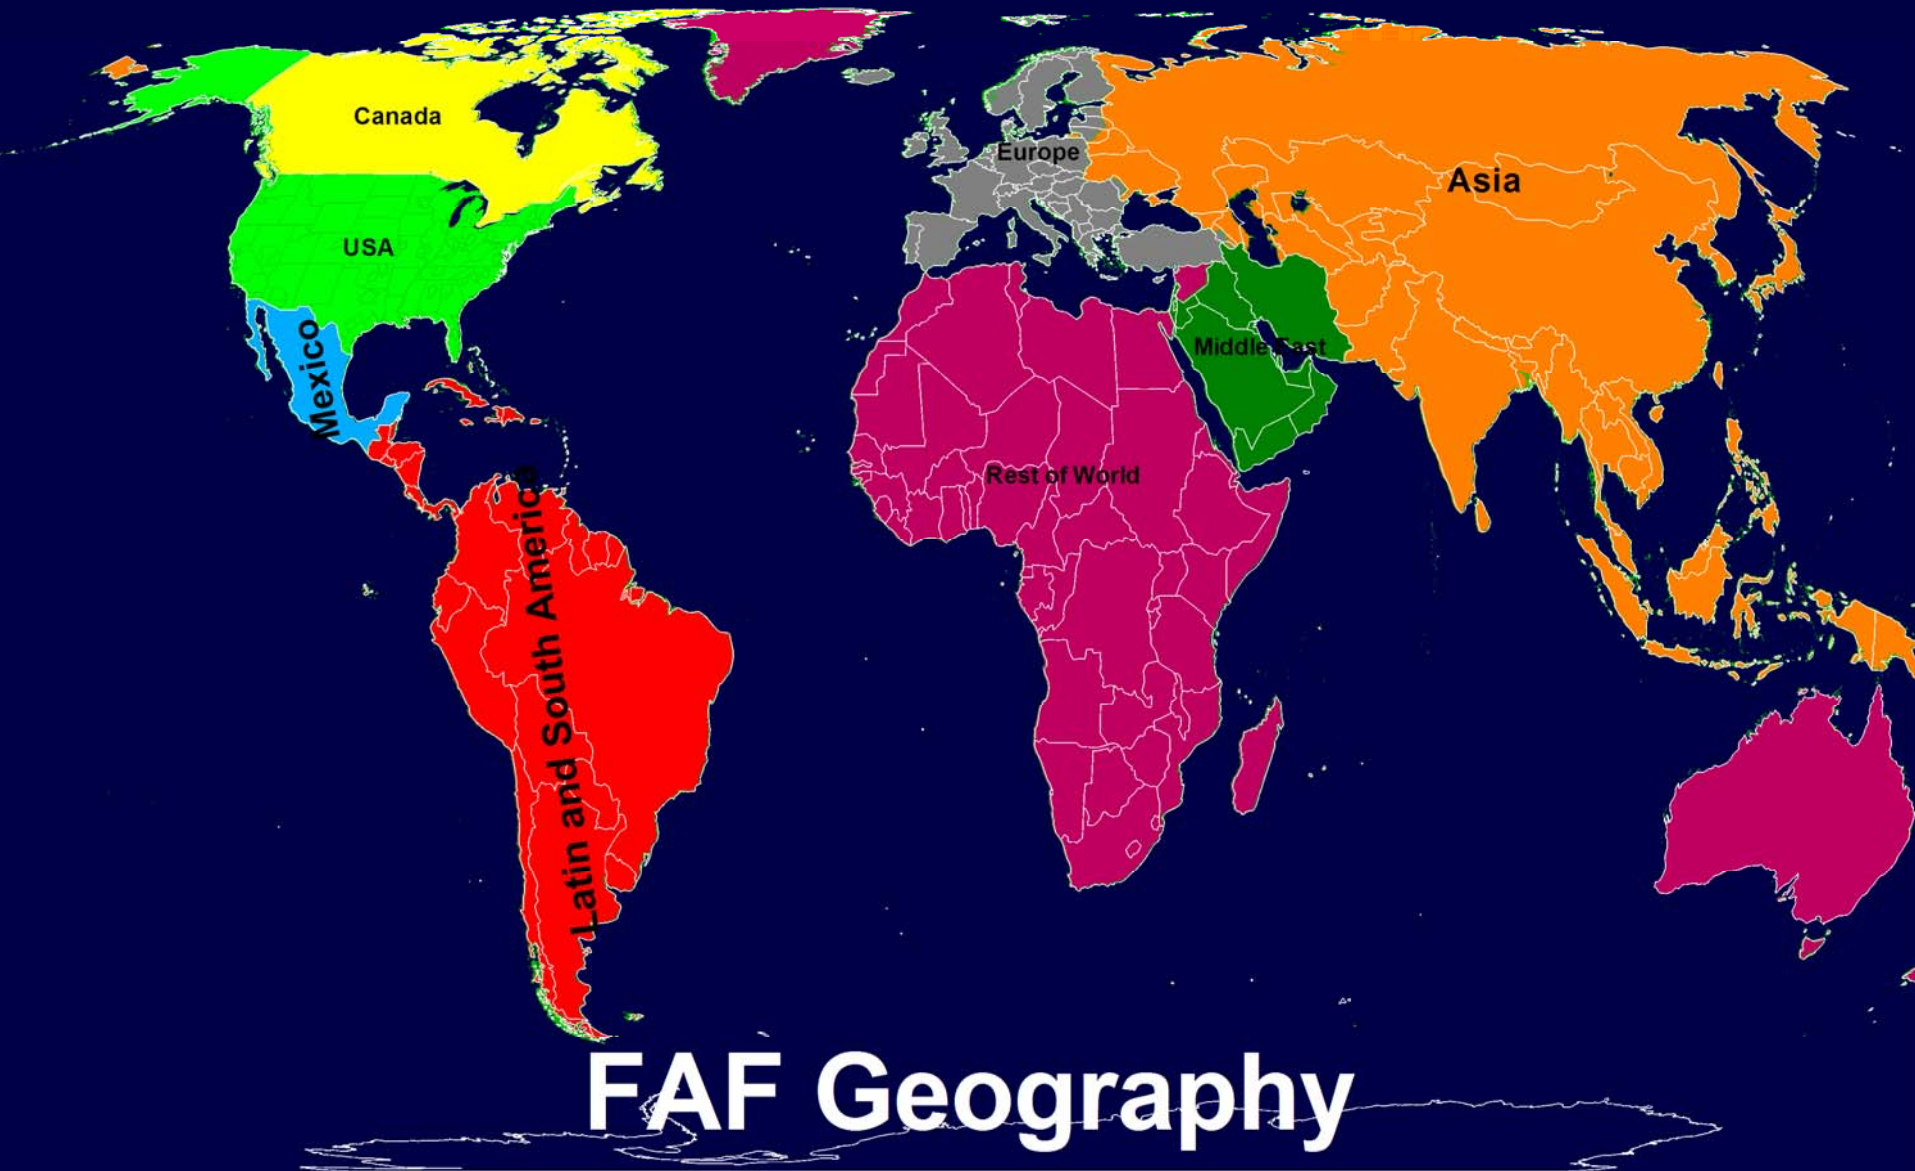 Canada
Europe
Asia
USA
Middle East
Mexico
Rest of World
Latin and South America
FAF Geography